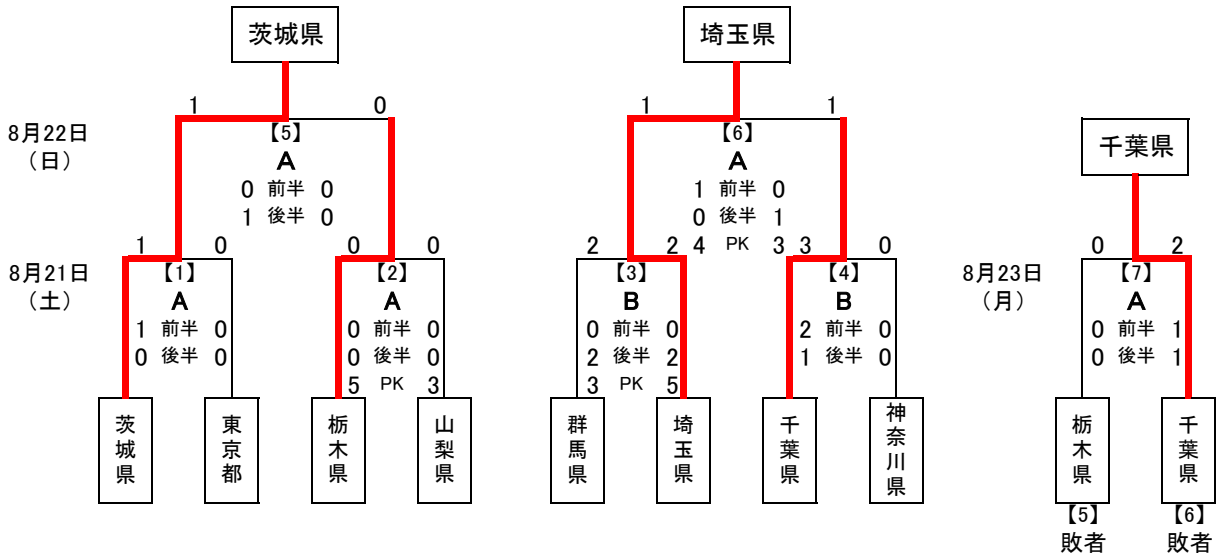 茨城県 埼玉県
1 0 1 1
8月22日
（日）
【5】 【6】
A A
千葉県
0 前半 0 1 前半 0
1 後半 0 0 後半 1
4 PK 3
1 0 0 0 2 2 3 0 0 2
8月21日
（土）
8月23日
（月）
【1】 【2】 【3】 【4】 【7】
A A B B A
1 前半 0 0 前半 0 0 前半 0 2 前半 0 0 前半 1
0 後半 0 0 後半 0 2 後半 2 1 後半 0 0 後半 1
5 PK 3 3 PK 5
茨城県
東京都
栃木県
山梨県
群馬県
埼玉県
千葉県
神奈川県
栃木県
千葉県
【5】 【6】
敗者 敗者